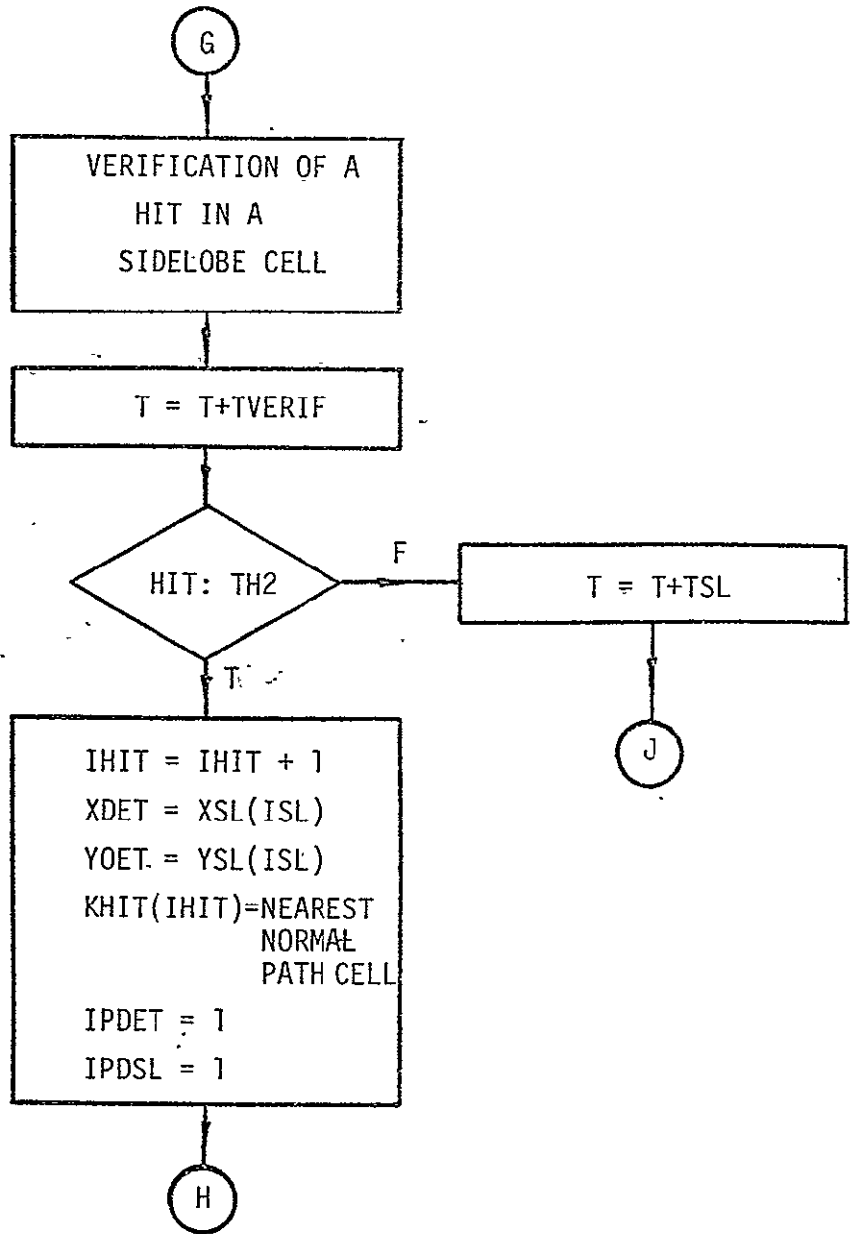 G
VERIFICATION OF A
HIT IN A
SIDELOBE CELL
T = T+TVERIF
HIT: TH2
F
T = T+TSL
T
J
IHIT = IHIT + 1
XDET = XSL(ISL)
YOET = YSL(ISL)
KHIT(IHIT)=NEAREST
NORMAL
PATH CELL
IPDET = 1
IPDSL = 1
H